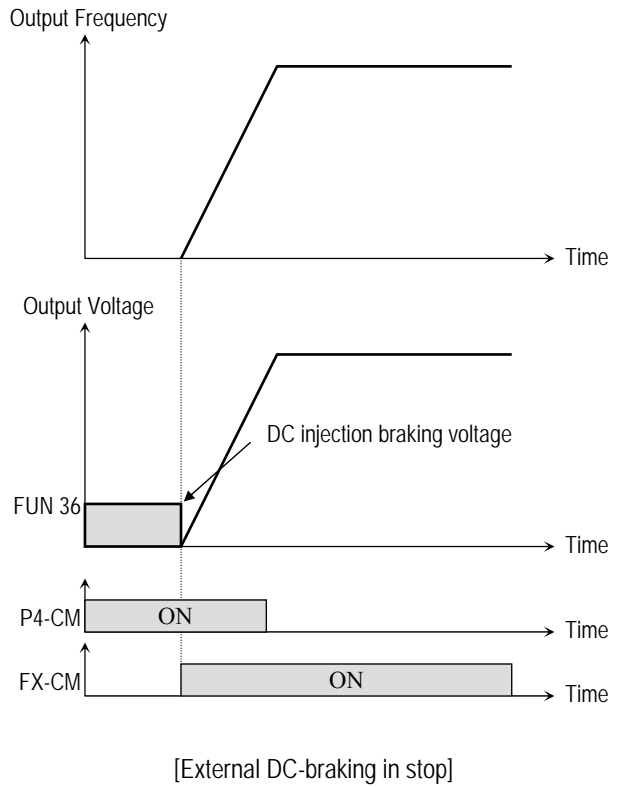 Output Frequency
Time
Output Voltage
DC injection braking voltage
FUN 36
Time
P4-CM
ON
Time
FX-CM
ON
Time
[External DC-braking in stop]